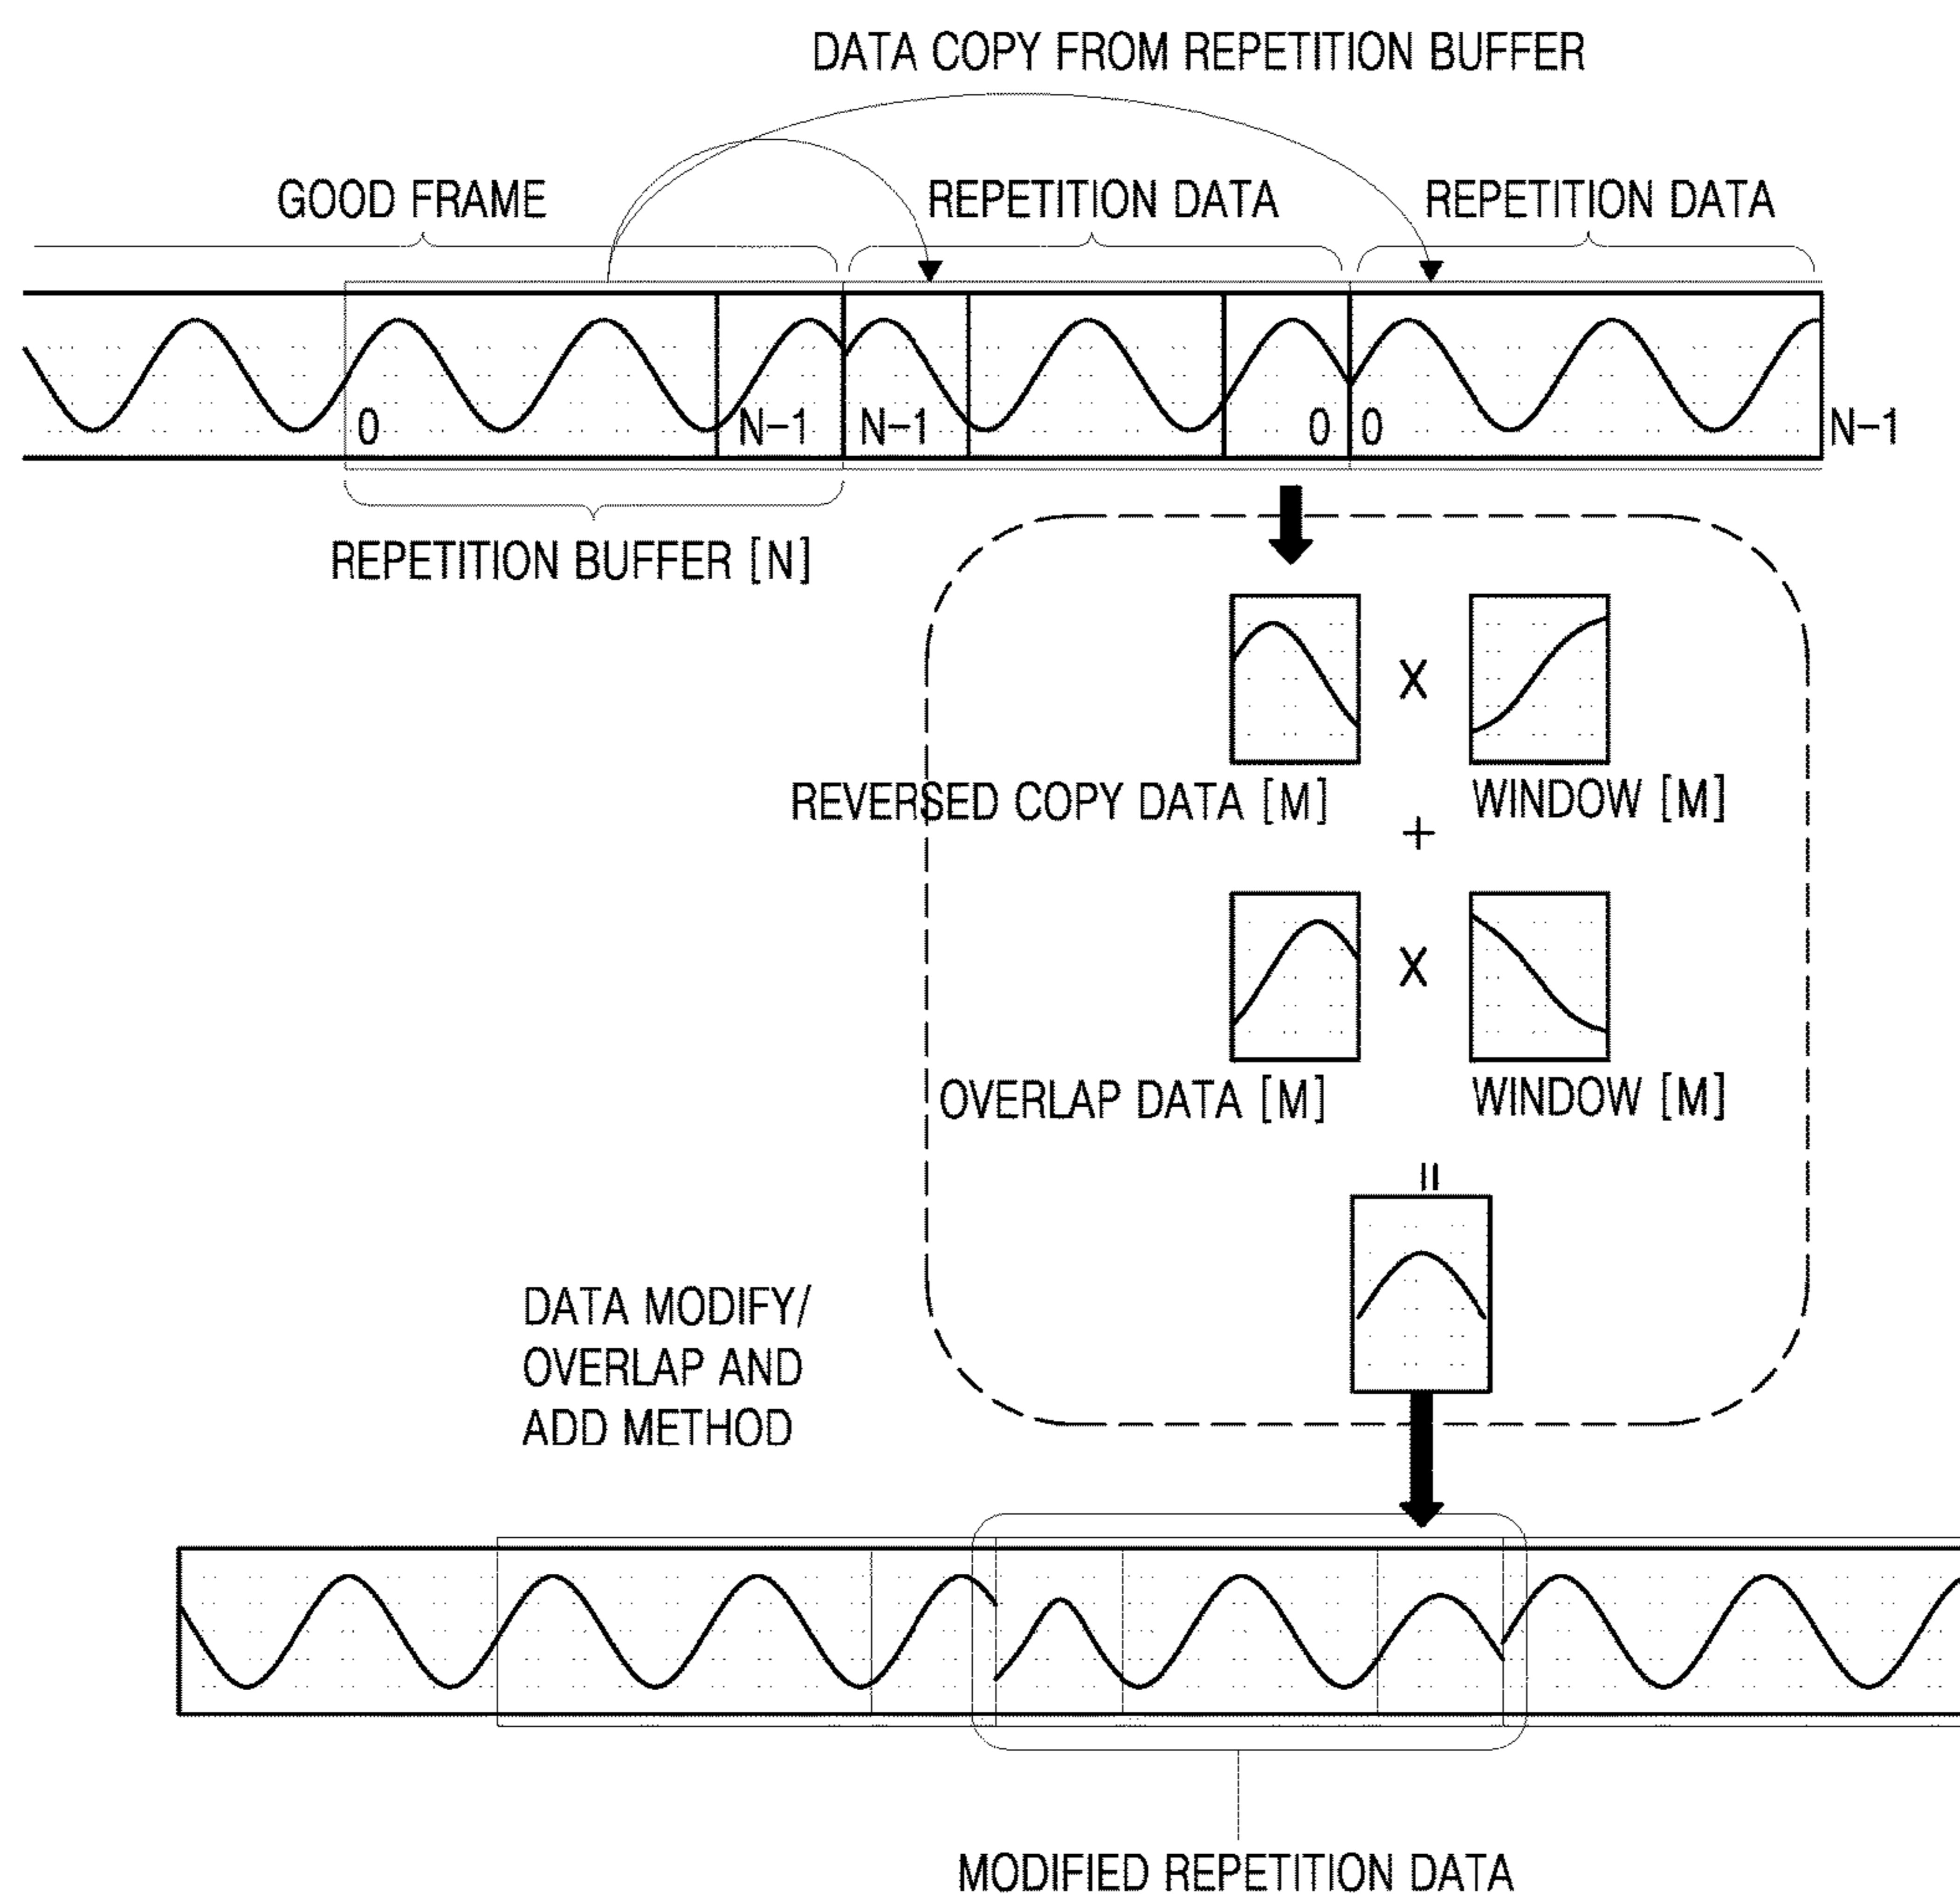 DATA COPY FROM REPETITION BUFFER
GOOD FRAME
REPETITION DATA
REPETITION DATA
0
N-1
N-1
0
0
N-1
REPETITION BUFFER [N]
X
REVERSED COPY DATA [M]
WINDOW [M]
+
X
OVERLAP DATA [M]
WINDOW [M]
=
DATA MODIFY/
OVERLAP AND
ADD METHOD
MODIFIED REPETITION DATA